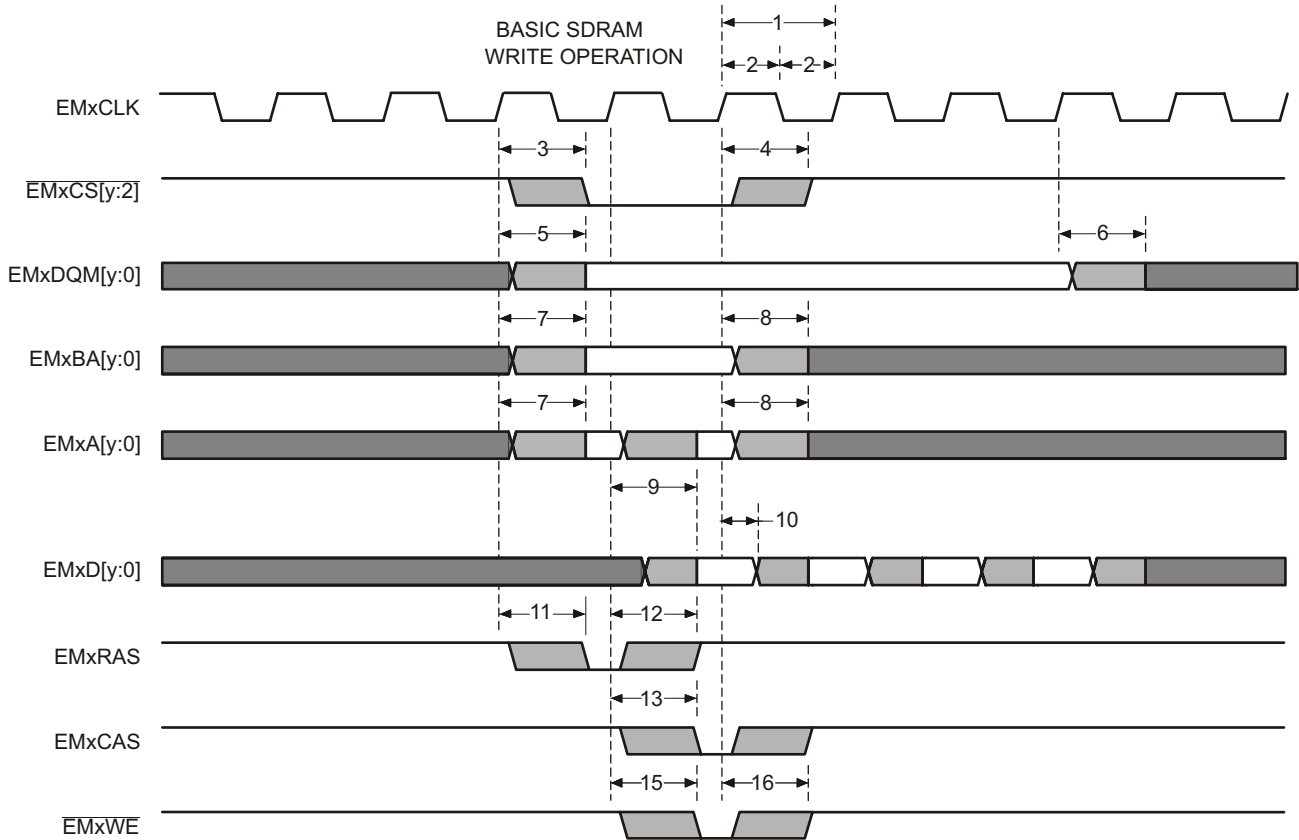 BASIC SDRAM
WRITE OPERATION
1
2 2
EMxCLK
3 4
EMxCS[y:2]
5 6
EMxDQM[y:0]
7 8
EMxBA[y:0]
7 8
EMxA[y:0]
9
10
EMxD[y:0]
11 12
EMxRAS
13
EMxCAS
15 16
EMxWE